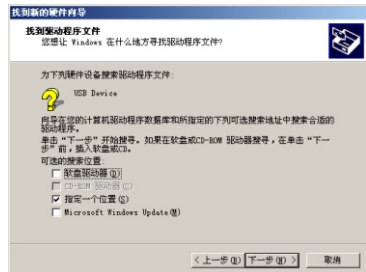 找到新的硬件向导
找到驱动程序文件
您想让 Windows 在什么地方寻找驱动程序文件?
为下列硬件设备搜索驱动程序文件:
USB Device
向导在您的计算机驱动程序数据库和所指定的下列可选搜索地址中搜索合适的
驱动程序。
单击“下一步”开始搜寻。如果在软盘或CD-ROM 驱动器搜寻，在单击“下一
步”前，插入软盘或CD。
可选的搜索位置:
软盘驱动器(D)
CD-ROM 驱动器(C)
指定一个位置(S)
Microsoft Windows Update(M)
< 上一步(B) 下一步(N) > 取消